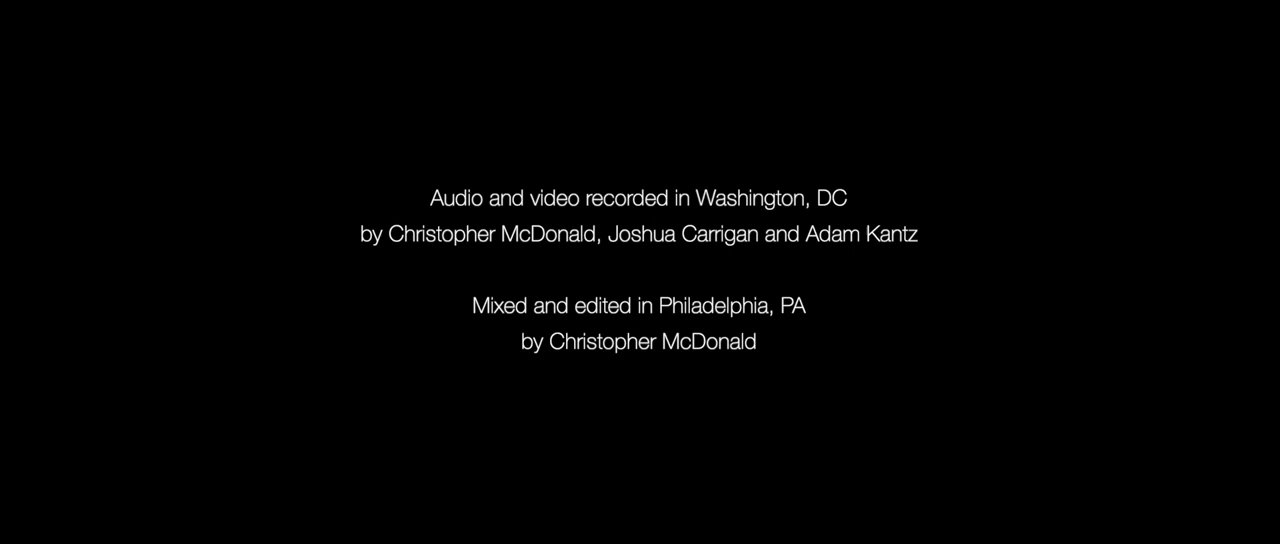 Audio and video recorded in Washington, DC
by Christopher McDonald, Joshua Carrigan and Adam Kantz
Mixed and edited in Philadelphia, PA
by Christopher McDonald